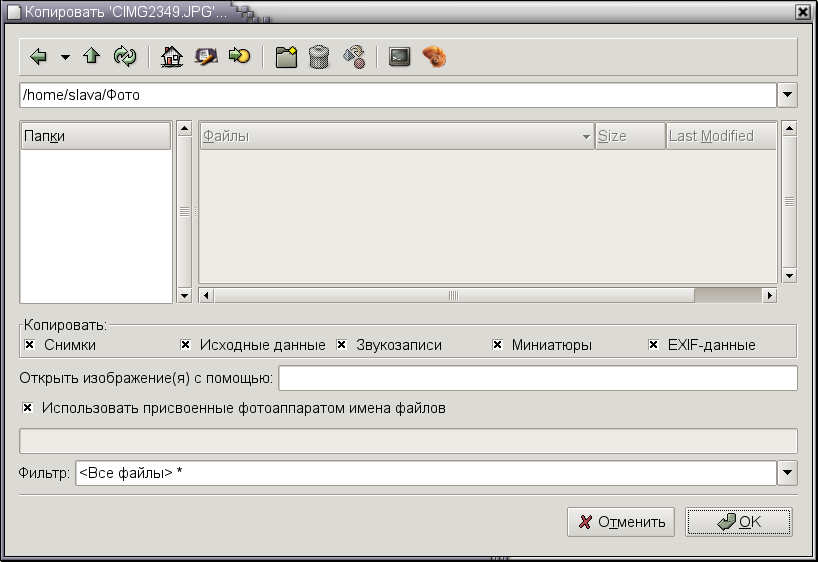 Копировать 'CIMG2349.JPG'...
/home/slava/Фото
Папки
Файлы Size Last Modified
Копировать:
Снимки Исходные данные Звукозаписи Миниатюры EXIF-данные
Открыть изображение(я) с помощью:
Использовать присвоенные фотоаппаратом имена файлов
Фильтр: <Все файлы> *
Отменить OK